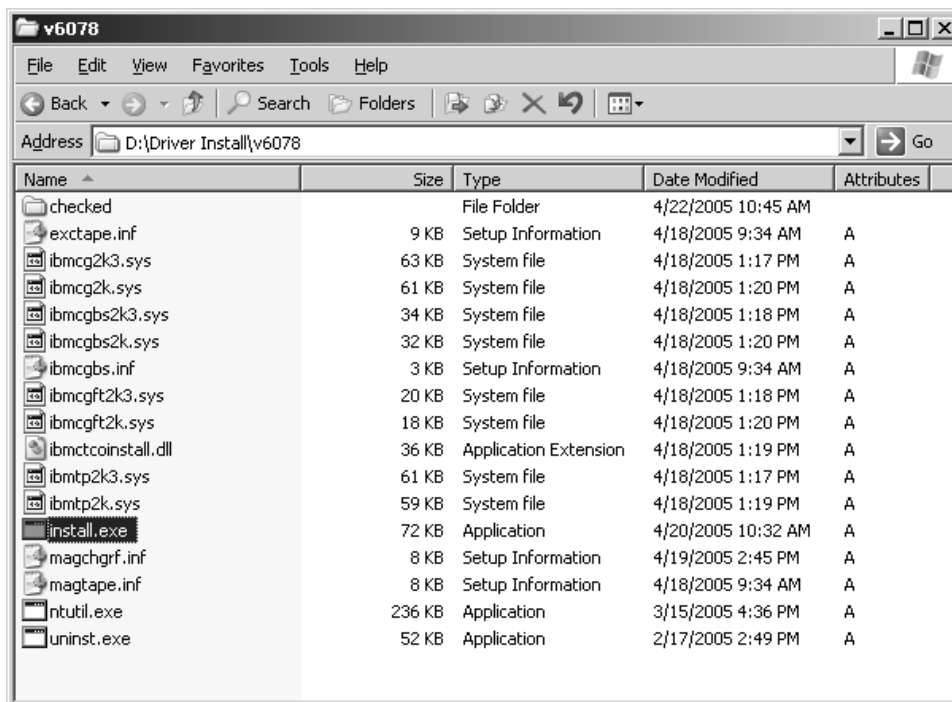 v6078
File Edit View Favorites Tools Help
Back Search Folders
Address D:\Driver Install\v6078 Go
Name Size Type Date Modified Attributes
checked File Folder 4/22/2005 10:45 AM
exctape.inf 9 KB Setup Information 4/18/2005 9:34 AM A
ibmcg2k3.sys 63 KB System file 4/18/2005 1:17 PM A
ibmcg2k.sys 61 KB System file 4/18/2005 1:20 PM A
ibmcgbs2k3.sys 34 KB System file 4/18/2005 1:18 PM A
ibmcgbs2k.sys 32 KB System file 4/18/2005 1:20 PM A
ibmcgbs.inf 3 KB Setup Information 4/18/2005 9:34 AM A
ibmcgft2k3.sys 20 KB System file 4/18/2005 1:18 PM A
ibmcgft2k.sys 18 KB System file 4/18/2005 1:20 PM A
ibmctcoinstall.dll 36 KB Application Extension 4/18/2005 1:19 PM A
ibmtp2k3.sys 61 KB System file 4/18/2005 1:17 PM A
ibmtp2k.sys 59 KB System file 4/18/2005 1:19 PM A
install.exe 72 KB Application 4/20/2005 10:32 AM A
magchgrf.inf 8 KB Setup Information 4/19/2005 2:45 PM A
magtape.inf 8 KB Setup Information 4/18/2005 9:34 AM A
ntutil.exe 236 KB Application 3/15/2005 4:36 PM A
uninst.exe 52 KB Application 2/17/2005 2:49 PM A